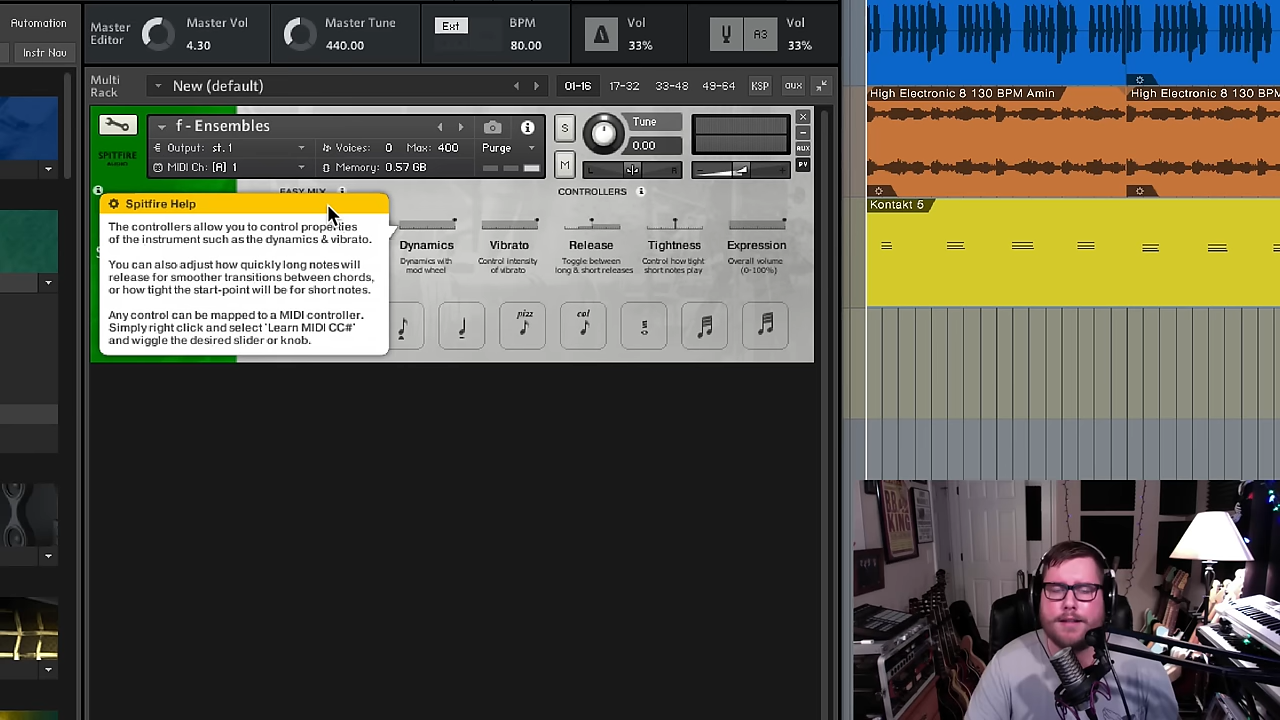 Automation
Instr Nav
Master
Editor
Master Vol
4.30
Master Tune
440.00
Ext
BPM
80.00
Vol
33%
A3
Vol
33%
Multi
Rack
New (default)
01-16
17-32
33-48
49-64
KSP
aux
f - Ensembles
Output: st.1
Voices: 0 Max: 400
Purge
MIDI Ch: [A] 1
Memory: 0.57 GB
S
M
Tune
0.00
L
R
AUX
PV
SPITFIRE
AUDIO
EASY MIX
CONTROLLERS
Spitfire Help
The controllers allow you to control properties
of the instrument such as the dynamics & vibrato.
You can also adjust how quickly long notes will
release for smoother transitions between chords,
or how tight the start-point will be for short notes.
Any control can be mapped to a MIDI controller.
Simply right click and select 'Learn MIDI CC#'
and wiggle the desired slider or knob.
Dynamics
Dynamics with
mod wheel
Vibrato
Control intensity
of vibrato
Release
Toggle between
long & short releases
Tightness
Control how tight
short notes play
Expression
Overall volume
(0-100%)
pizz
col
High Electronic 8 130 BPM Amin
High Electronic 8 130 BPM
Kontakt 5